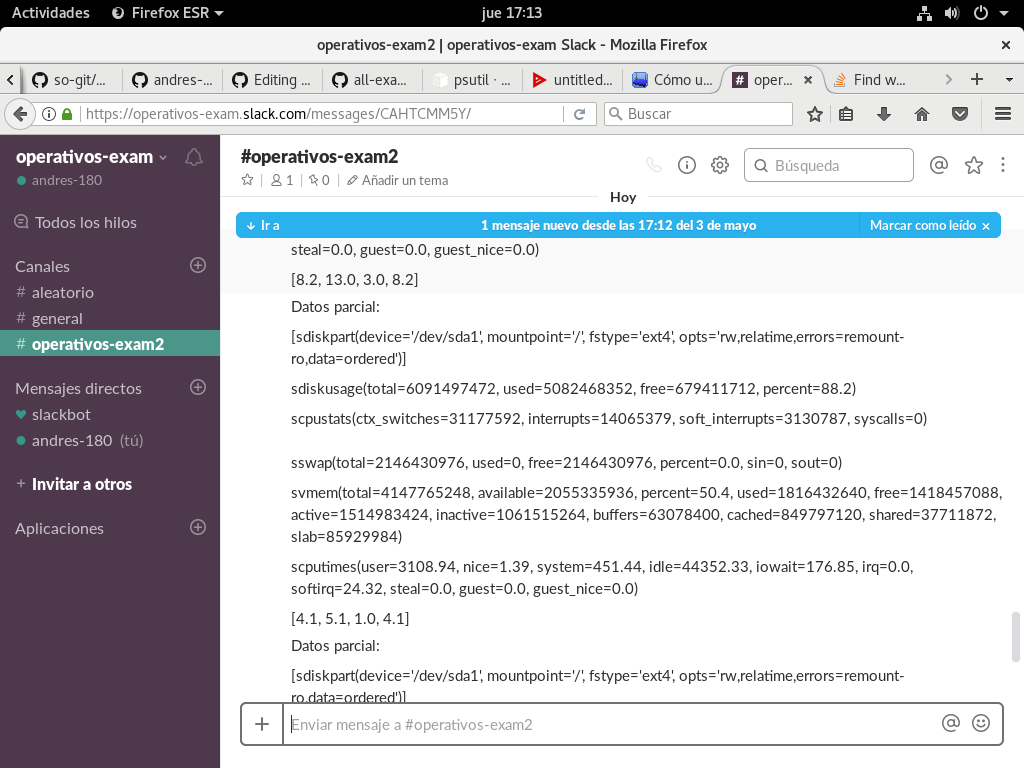 Actividades Firefox ESR jue 17:13
operativos-exam2 | operativos-exam Slack - Mozilla Firefox
so-git/... andres-... Editing ... all-exa... psutil · ... untitled... Cómo u... oper... Find w...
https://operativos-exam.slack.com/messages/CAHTCMM5Y/ Buscar
operativos-exam
andres-180
Todos los hilos
Canales
# aleatorio
# general
# operativos-exam2
Mensajes directos
slackbot
andres-180 (tú)
+ Invitar a otros
Aplicaciones
#operativos-exam2
1 0 Añadir un tema
Búsqueda
Hoy
Ir a 1 mensaje nuevo desde las 17:12 del 3 de mayo Marcar como leído
steal=0.0, guest=0.0, guest_nice=0.0)
[8.2, 13.0, 3.0, 8.2]
Datos parcial:
[sdiskpart(device='/dev/sda1', mountpoint='/', fstype='ext4', opts='rw,relatime,errors=remount-
ro,data=ordered')]
sdiskusage(total=6091497472, used=5082468352, free=679411712, percent=88.2)
scpustats(ctx_switches=31177592, interrupts=14065379, soft_interrupts=3130787, syscalls=0)
sswap(total=2146430976, used=0, free=2146430976, percent=0.0, sin=0, sout=0)
svmem(total=4147765248, available=2055335936, percent=50.4, used=1816432640, free=1418457088,
active=1514983424, inactive=1061515264, buffers=63078400, cached=849797120, shared=37711872,
slab=85929984)
scputimes(user=3108.94, nice=1.39, system=451.44, idle=44352.33, iowait=176.85, irq=0.0,
softirq=24.32, steal=0.0, guest=0.0, guest_nice=0.0)
[4.1, 5.1, 1.0, 4.1]
Datos parcial:
[sdiskpart(device='/dev/sda1', mountpoint='/', fstype='ext4', opts='rw,relatime,errors=remount-
ro,data=ordered')]
Enviar mensaje a #operativos-exam2